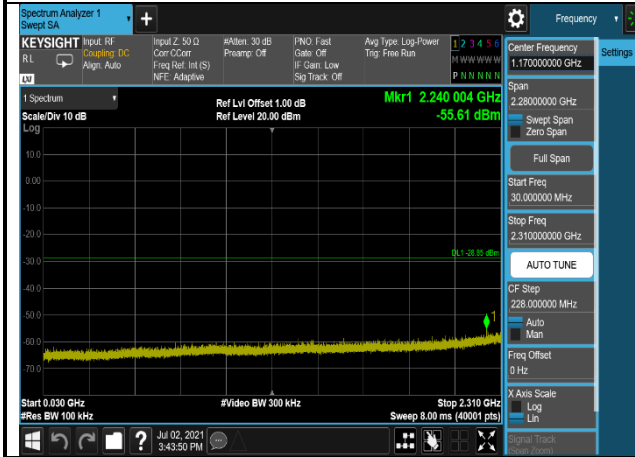 Spectrum Analyzer 1
Swept SA
+
Frequency
KEYSIGHT
RL
LXI
Input: RF
Coupling: DC
Align: Auto
Input Z: 50 Ω
Corr CCorr
Freq Ref: Int (S)
NFE: Adaptive
#Atten: 30 dB
Preamp: Off
PNO: Fast
Gate: Off
IF Gain: Low
Sig Track: Off
Avg Type: Log-Power
Trig: Free Run
1 2 3 4 5 6
M W W W W W
P N N N N N
Settings
1 Spectrum
Scale/Div 10 dB
Ref Lvl Offset 1.00 dB
Ref Level 20.00 dBm
Mkr1 2.240 004 GHz
-55.61 dBm
Log
10.0
0.00
-10.0
-20.0
-30.0
-40.0
-50.0
-60.0
-70.0
DL1 -28.85 dBm
1
Start 0.030 GHz
#Res BW 100 kHz
#Video BW 300 kHz
Stop 2.310 GHz
Sweep 8.00 ms (40001 pts)
Center Frequency
1.170000000 GHz
Span
2.28000000 GHz
Swept Span
Zero Span
Full Span
Start Freq
30.000000 MHz
Stop Freq
2.310000000 GHz
AUTO TUNE
CF Step
228.000000 MHz
Auto
Man
Freq Offset
0 Hz
X Axis Scale
Log
Lin
Signal Track
(Span Zoom)
?
Jul 02, 2021
3:43:50 PM